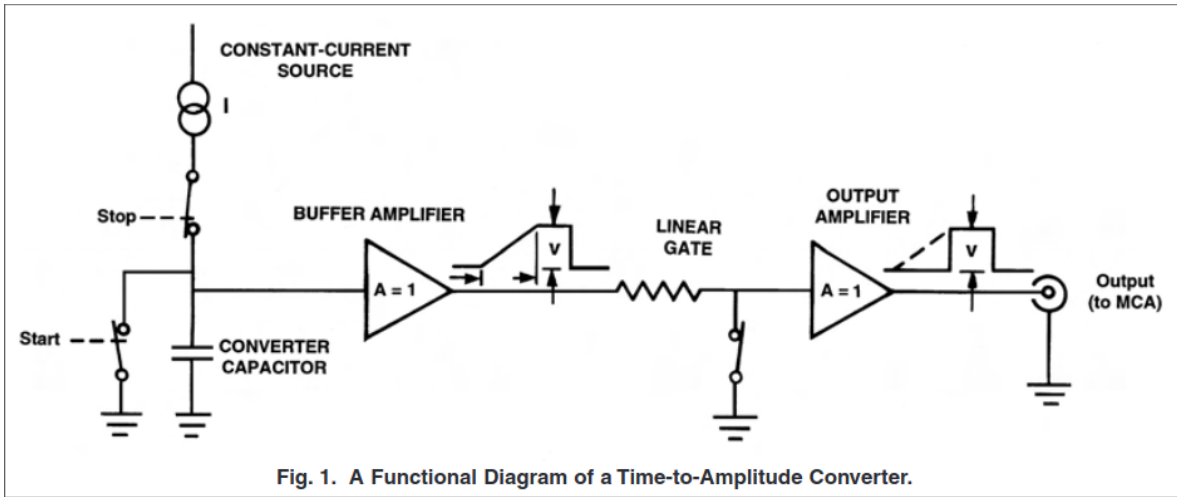 CONSTANT-CURRENT
SOURCE
I
Stop
BUFFER AMPLIFIER
A = 1
V
LINEAR
GATE
OUTPUT
AMPLIFIER
A = 1
V
Output
(to MCA)
Start
CONVERTER
CAPACITOR
Fig. 1. A Functional Diagram of a Time-to-Amplitude Converter.